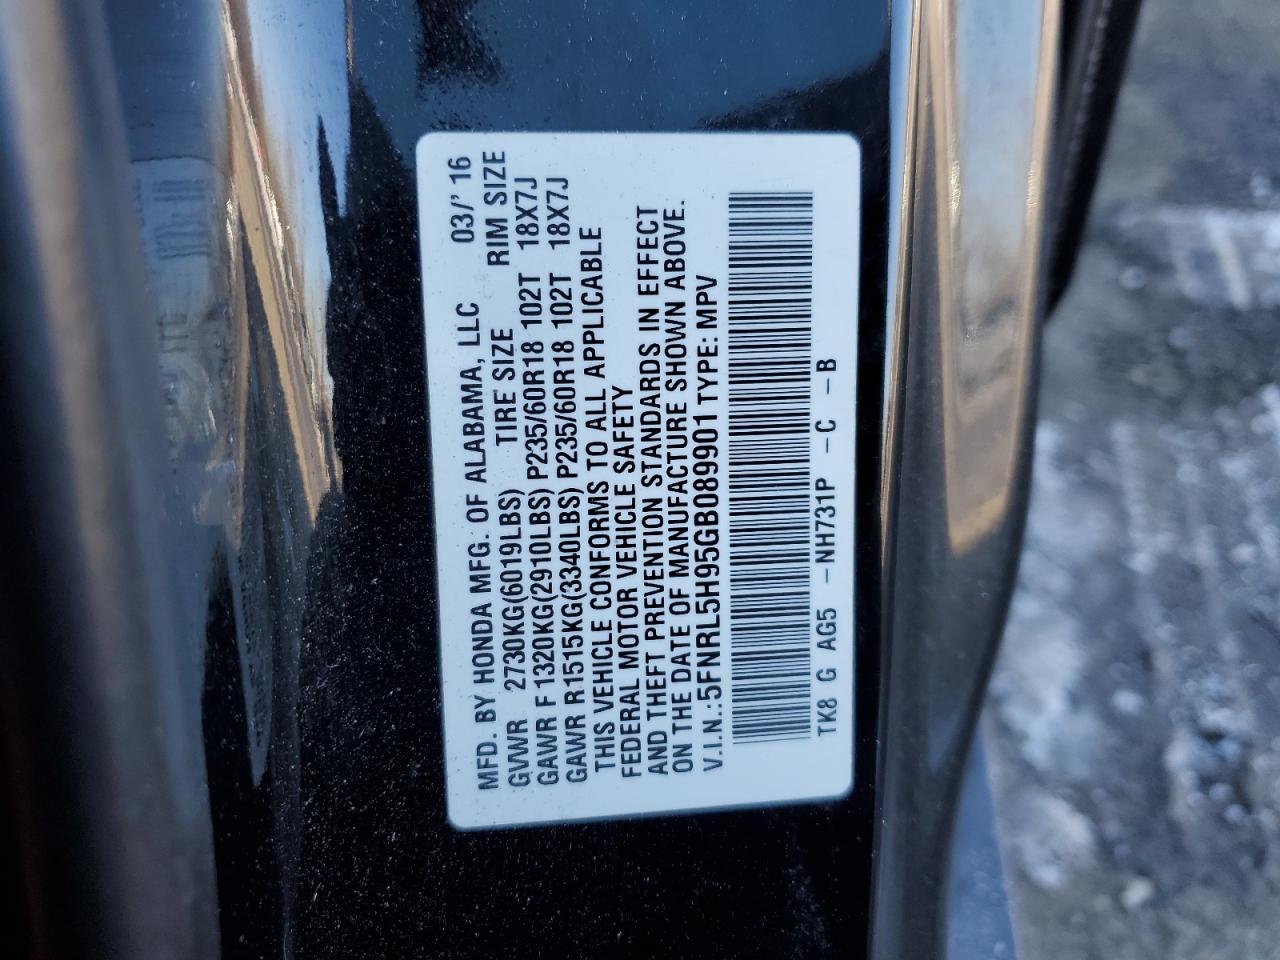 MFD. BY HONDA MFG. OF ALABAMA, LLC 03/' 16
GVWR 2730KG(6019LBS) TIRE SIZE RIM SIZE
GAWR F 1320KG(2910LBS) P235/60R18 102T 18X7J
GAWR R 1515KG(3340LBS) P235/60R18 102T 18X7J
THIS VEHICLE CONFORMS TO ALL APPLICABLE
FEDERAL MOTOR VEHICLE SAFETY
AND THEFT PREVENTION STANDARDS IN EFFECT
ON THE DATE OF MANUFACTURE SHOWN ABOVE.
V.I.N.:5FNRL5H95GB089901 TYPE: MPV
TK8 G AG5 -NH731P -C -B